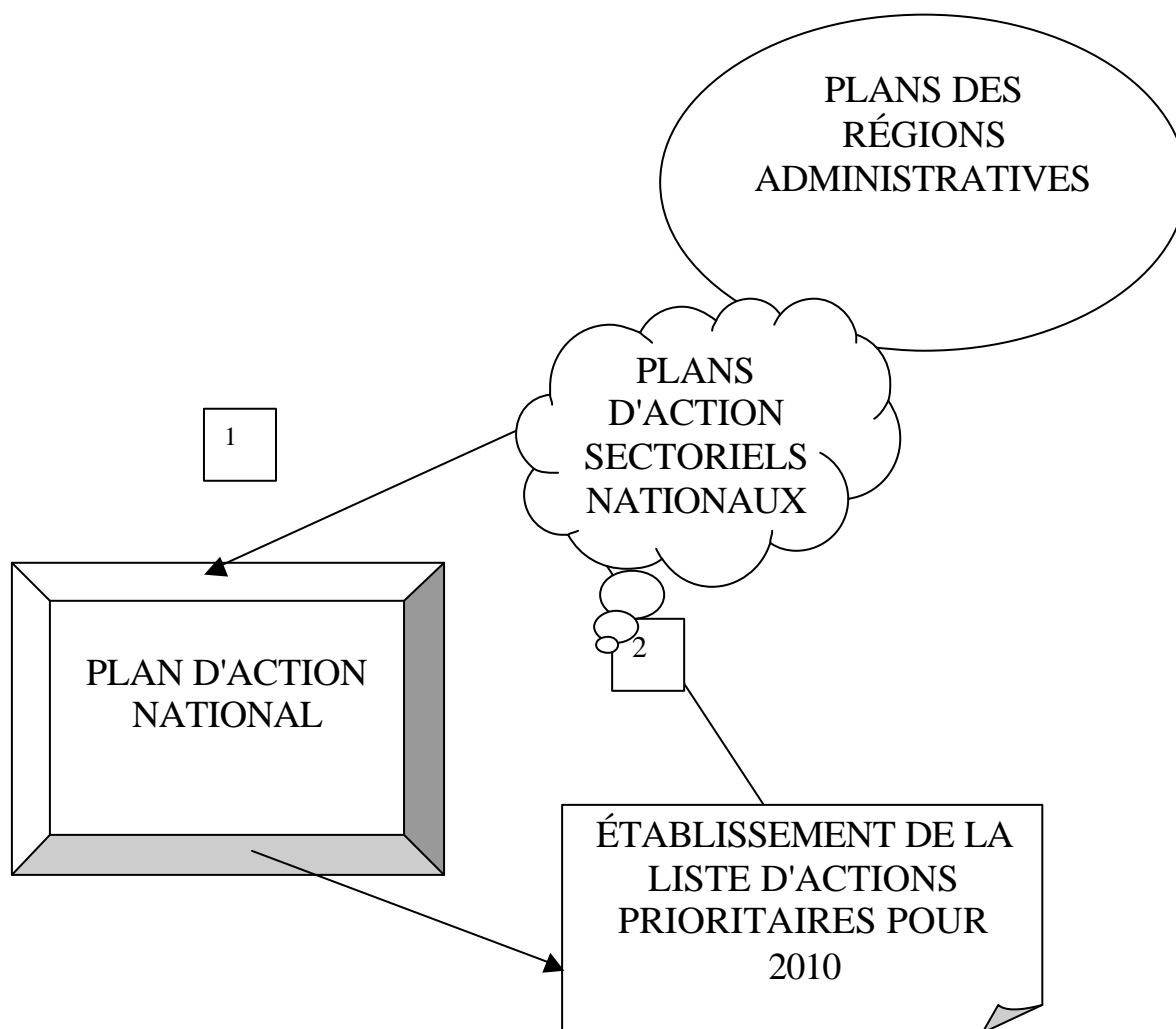 PLANS DES
RÉGIONS
ADMINISTRATIVES
PLANS
D'ACTION
SECTORIELS
NATIONAUX
1
2
PLAN D'ACTION
NATIONAL
ÉTABLISSEMENT DE LA
LISTE D'ACTIONS
PRIORITAIRES POUR
2010